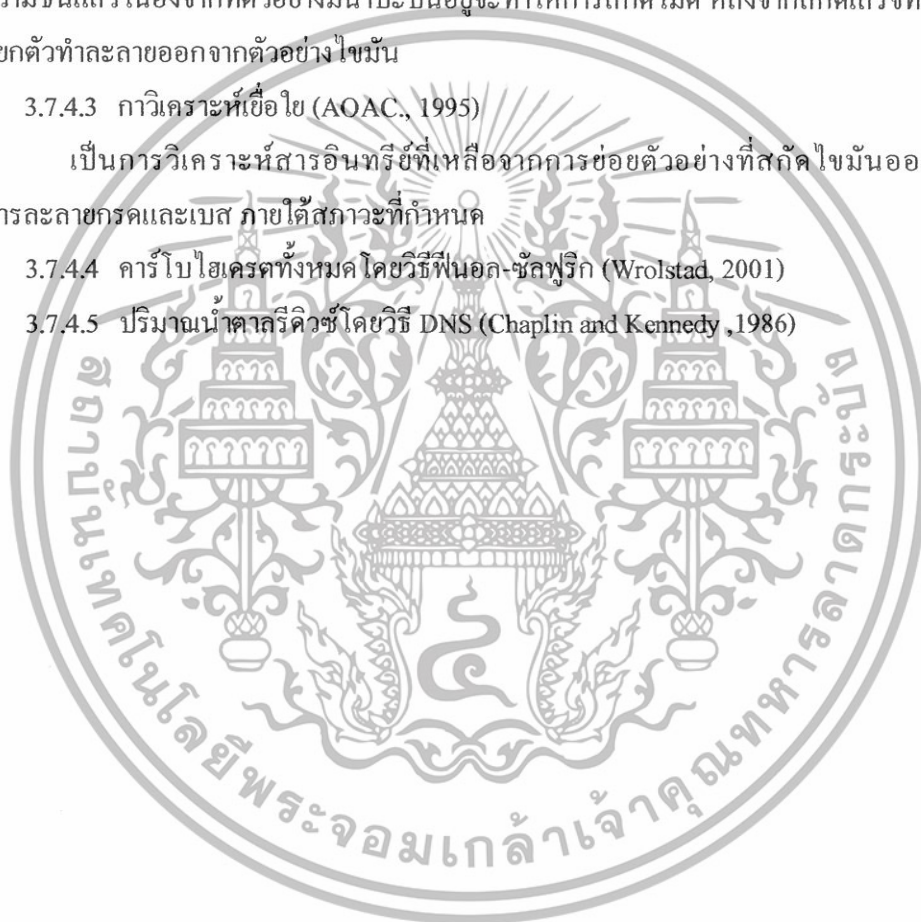 ยกตัวทำละลายออกจากตัวอย่างไขมัน
3.7.4.3 กาวิเคราะห์เยื่อใย (AOAC., 1995)
เป็นการวิเคราะห์สารอินทรีย์ที่เหลือจากการย่อยตัวอย่างที่สกัดไขมันออ
ารละลายกรดและเบส ภายใต้สภาวะที่กำหนด
3.7.4.4 คาร์โบไฮเดรตทั้งหมดโดยวิธีฟีนอล-ซัลฟูริก (Wrolstad, 2001)
3.7.4.5 ปริมาณน้ำตาลรีดิวซ์โดยวิธี DNS (Chaplin and Kennedy ,1986)
สถาบันเทคโนโลยีพระจอมเกล้าเจ้าคุณทหารลาดกระบัง